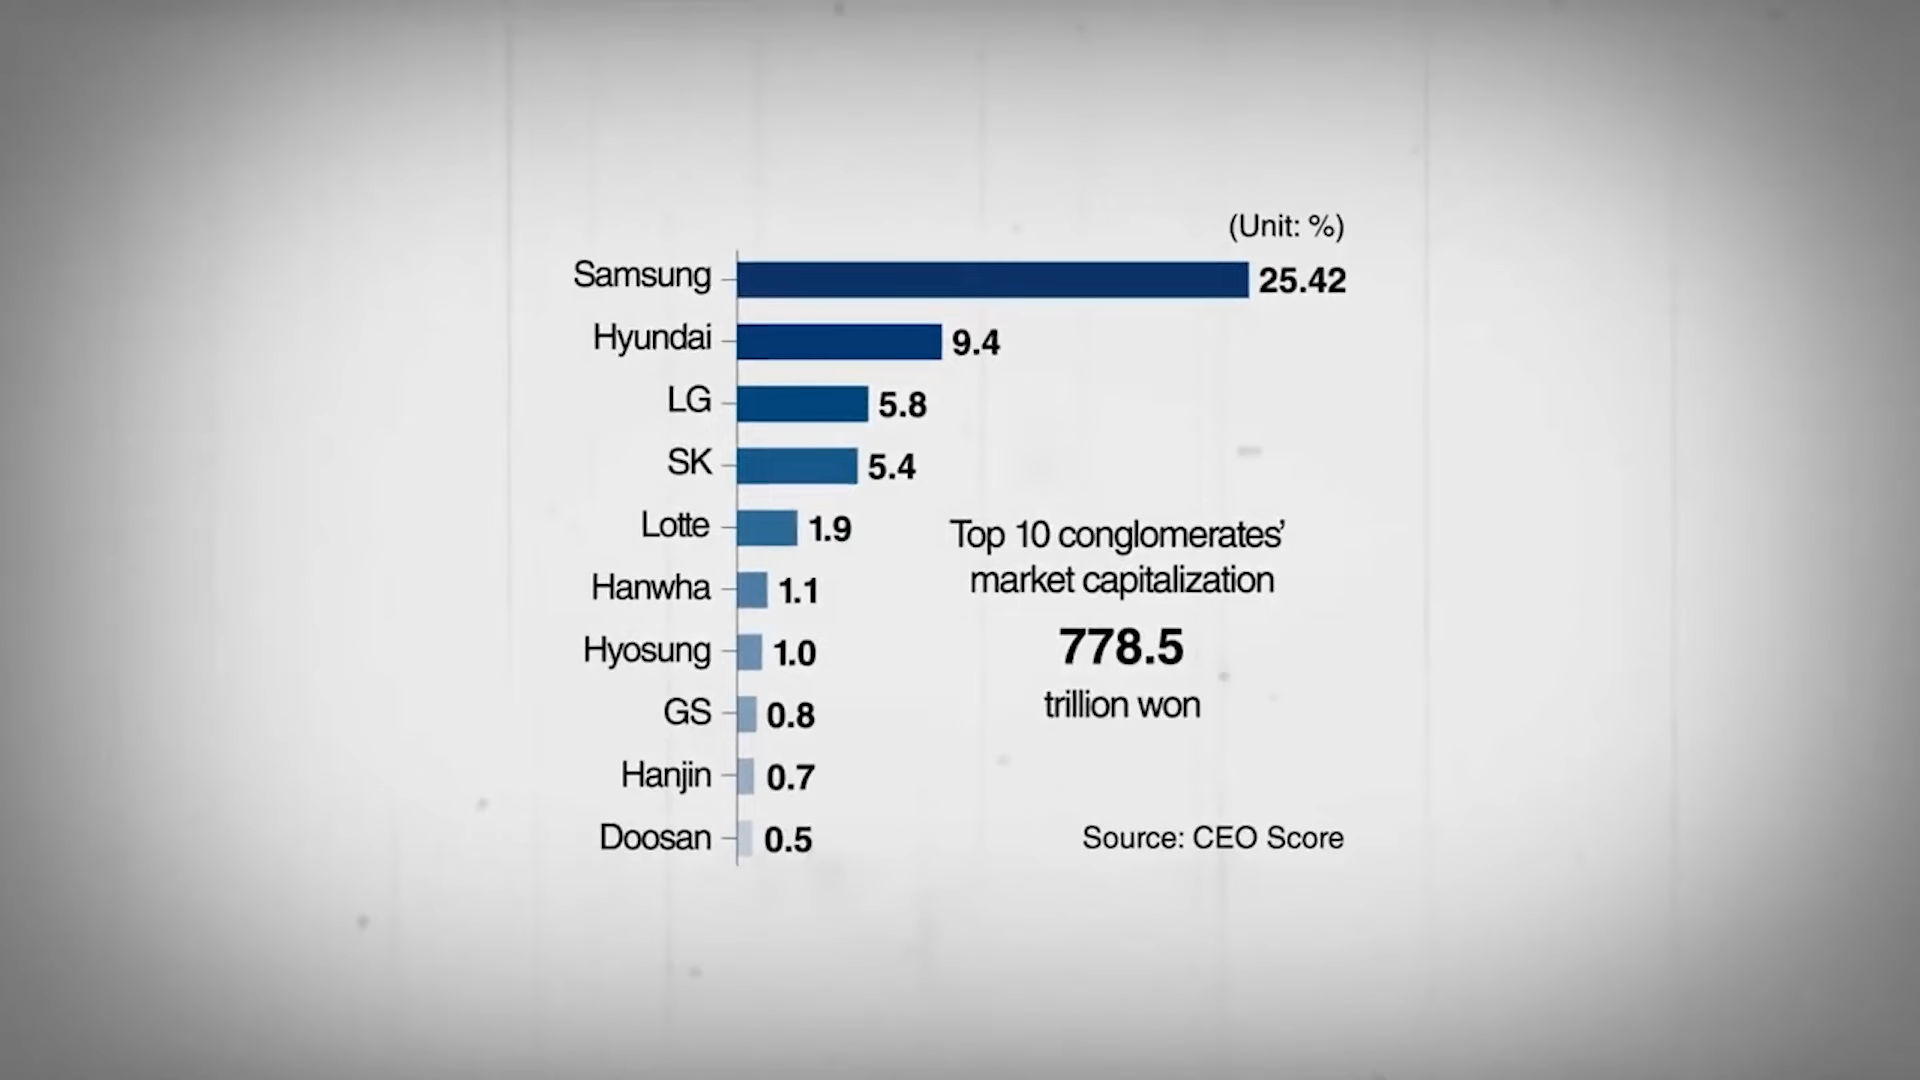 (Unit: %)
Samsung 25.42
Hyundai 9.4
LG 5.8
SK 5.4
Lotte 1.9
Hanwha 1.1
Hyosung 1.0
GS 0.8
Hanjin 0.7
Doosan 0.5
Top 10 conglomerates’
market capitalization
778.5
trillion won
Source: CEO Score